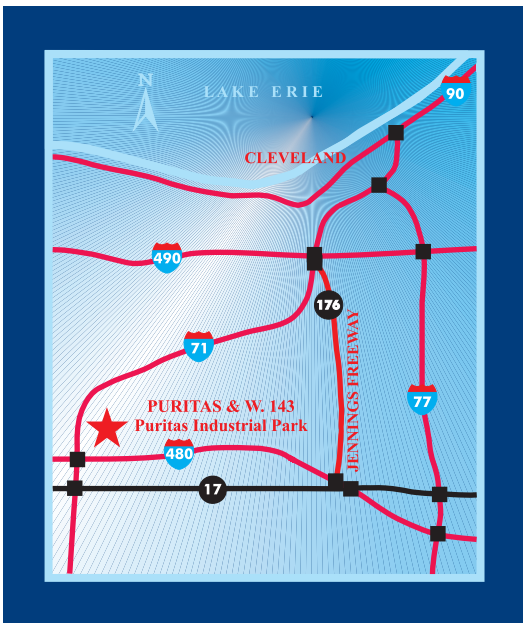 N
LAKE ERIE
90
CLEVELAND
490
176
71
JENNINGS FREEWAY
77
PURITAS & W. 143
Puritas Industrial Park
480
17